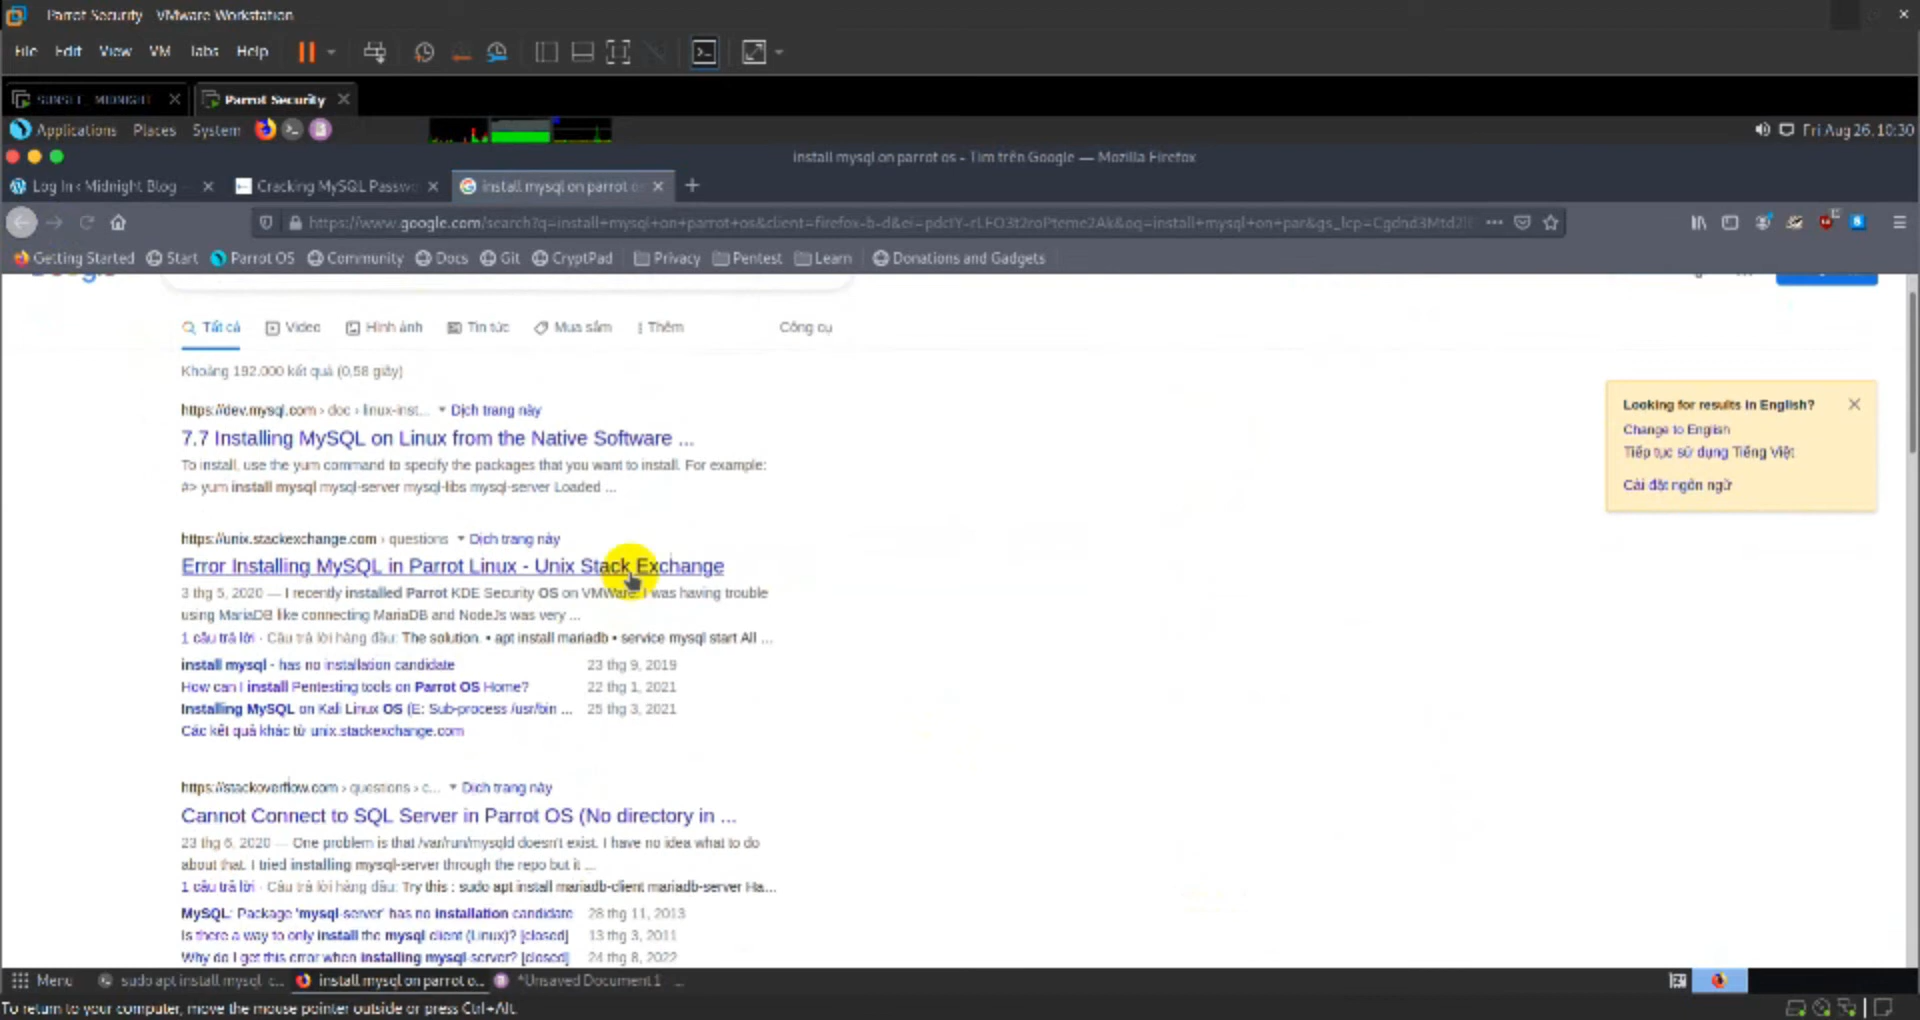 Parrot Security - VMware Workstation
File Edit View VM Tabs Help
SUNSET: MIDNIGHT
Parrot Security
Applications Places System
Fri Aug 26, 10:30
install mysql on parrot os - Tìm trên Google — Mozilla Firefox
Log In ‹ Midnight Blog
Cracking MySQL Passw
install mysql on parrot os
https://www.google.com/search?q=install+mysql+on+parrot+os&client=firefox-b-d&ei=
Getting Started Start Parrot OS Community Docs Git CryptPad Privacy Pentest Learn Donations and Gadgets
Tất cả Video Hình ảnh Tin tức Mua sắm Thêm Công cụ
Khoảng 192.000 kết quả (0,58 giây)
https://dev.mysql.com › doc › linux-inst... Dịch trang này
7.7 Installing MySQL on Linux from the Native Software ...
To install, use the yum command to specify the packages that you want to install. For example:
#> yum install mysql mysql-server mysql-libs mysql-server Loaded ...
https://unix.stackexchange.com › questions Dịch trang này
Error Installing MySQL in Parrot Linux - Unix Stack Exchange
3 thg 5, 2020 — I recently installed Parrot KDE Security OS on VMWare. I was having trouble
using MariaDB like connecting MariaDB and NodeJs was very ...
1 câu trả lời · Câu trả lời hàng đầu: The solution. • apt install mariadb • service mysql start All ...
install mysql - has no installation candidate 23 thg 9, 2019
How can I install Pentesting tools on Parrot OS Home? 22 thg 1, 2021
Installing MySQL on Kali Linux OS (E: Sub-process /usr/bin ... 25 thg 3, 2021
Các kết quả khác từ unix.stackexchange.com
https://stackoverflow.com › questions › c... Dịch trang này
Cannot Connect to SQL Server in Parrot OS (No directory in ...
23 thg 6, 2020 — One problem is that /var/run/mysqld doesn't exist. I have no idea what to do
about that. I tried installing mysql-server through the repo but it ...
1 câu trả lời · Câu trả lời hàng đầu: Try this : sudo apt install mariadb-client mariadb-server Ha...
MySQL: Package 'mysql-server' has no installation candidate 28 thg 11, 2013
Is there a way to only install the mysql client (Linux)? [closed] 13 thg 3, 2011
Why do I get this error when installing mysql-server? [closed] 24 thg 8, 2022
Looking for results in English?
Change to English
Tiếp tục sử dụng Tiếng Việt
Cài đặt ngôn ngữ
Menu sudo apt install mysql c... install mysql on parrot o... *Unsaved Document 1 ...
To return to your computer, move the mouse pointer outside or press Ctrl+Alt.